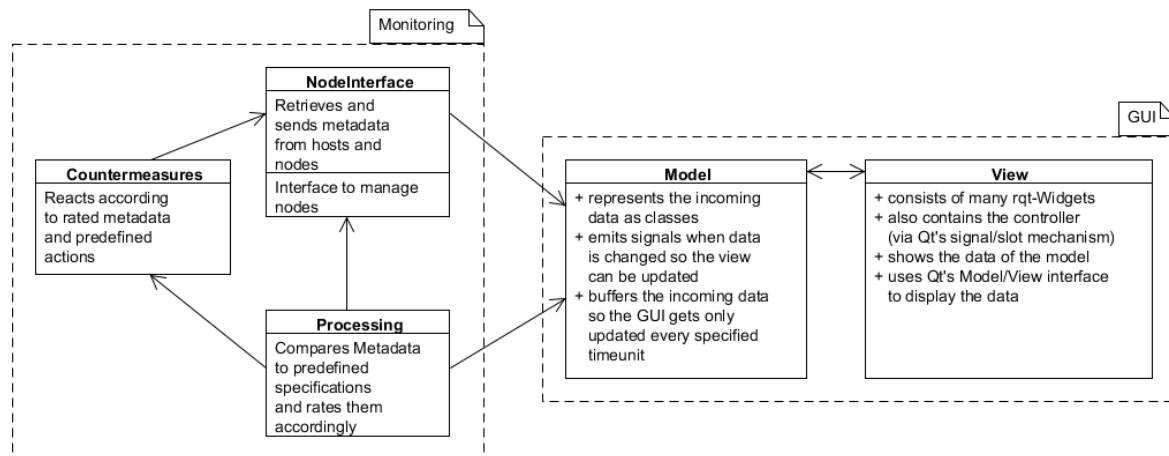 Monitoring
NodeInterface
Retrieves and
sends metadata
from hosts and
nodes
Interface to manage
nodes
Countermeasures
Reacts according
to rated metadata
and predefined
actions
Processing
Compares Metadata
to predefined
specifications
and rates them
accordingly
GUI
Model
+ represents the incoming
data as classes
+ emits signals when data
is changed so the view
can be updated
+ buffers the incoming data
so the GUI gets only
updated every specified
timeunit
View
+ consists of many rqt-Widgets
+ also contains the controller
(via Qt's signal/slot mechanism)
+ shows the data of the model
+ uses Qt's Model/View interface
to display the data